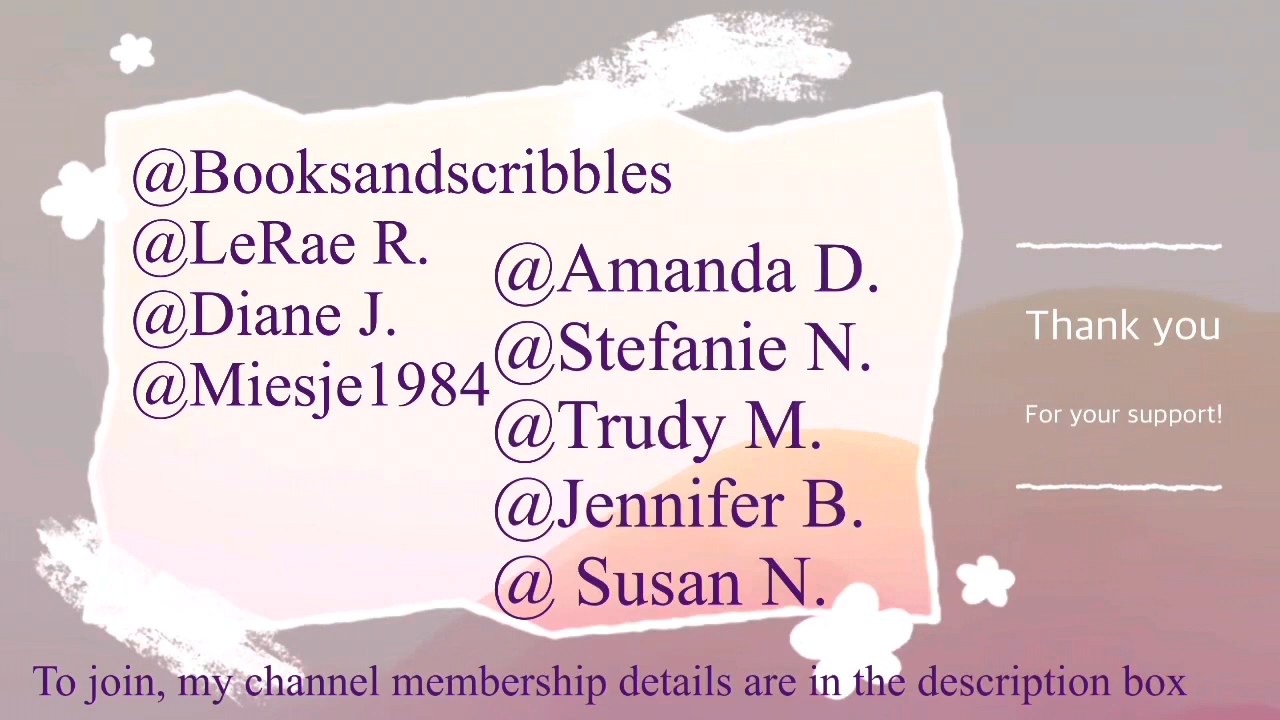 @Booksandscribbles
@LeRae R.
@Diane J.
@Miesje1984
@Amanda D.
@Stefanie N.
@Trudy M.
@Jennifer B.
@ Susan N.
Thank you
For your support!
To join, my channel membership details are in the description box